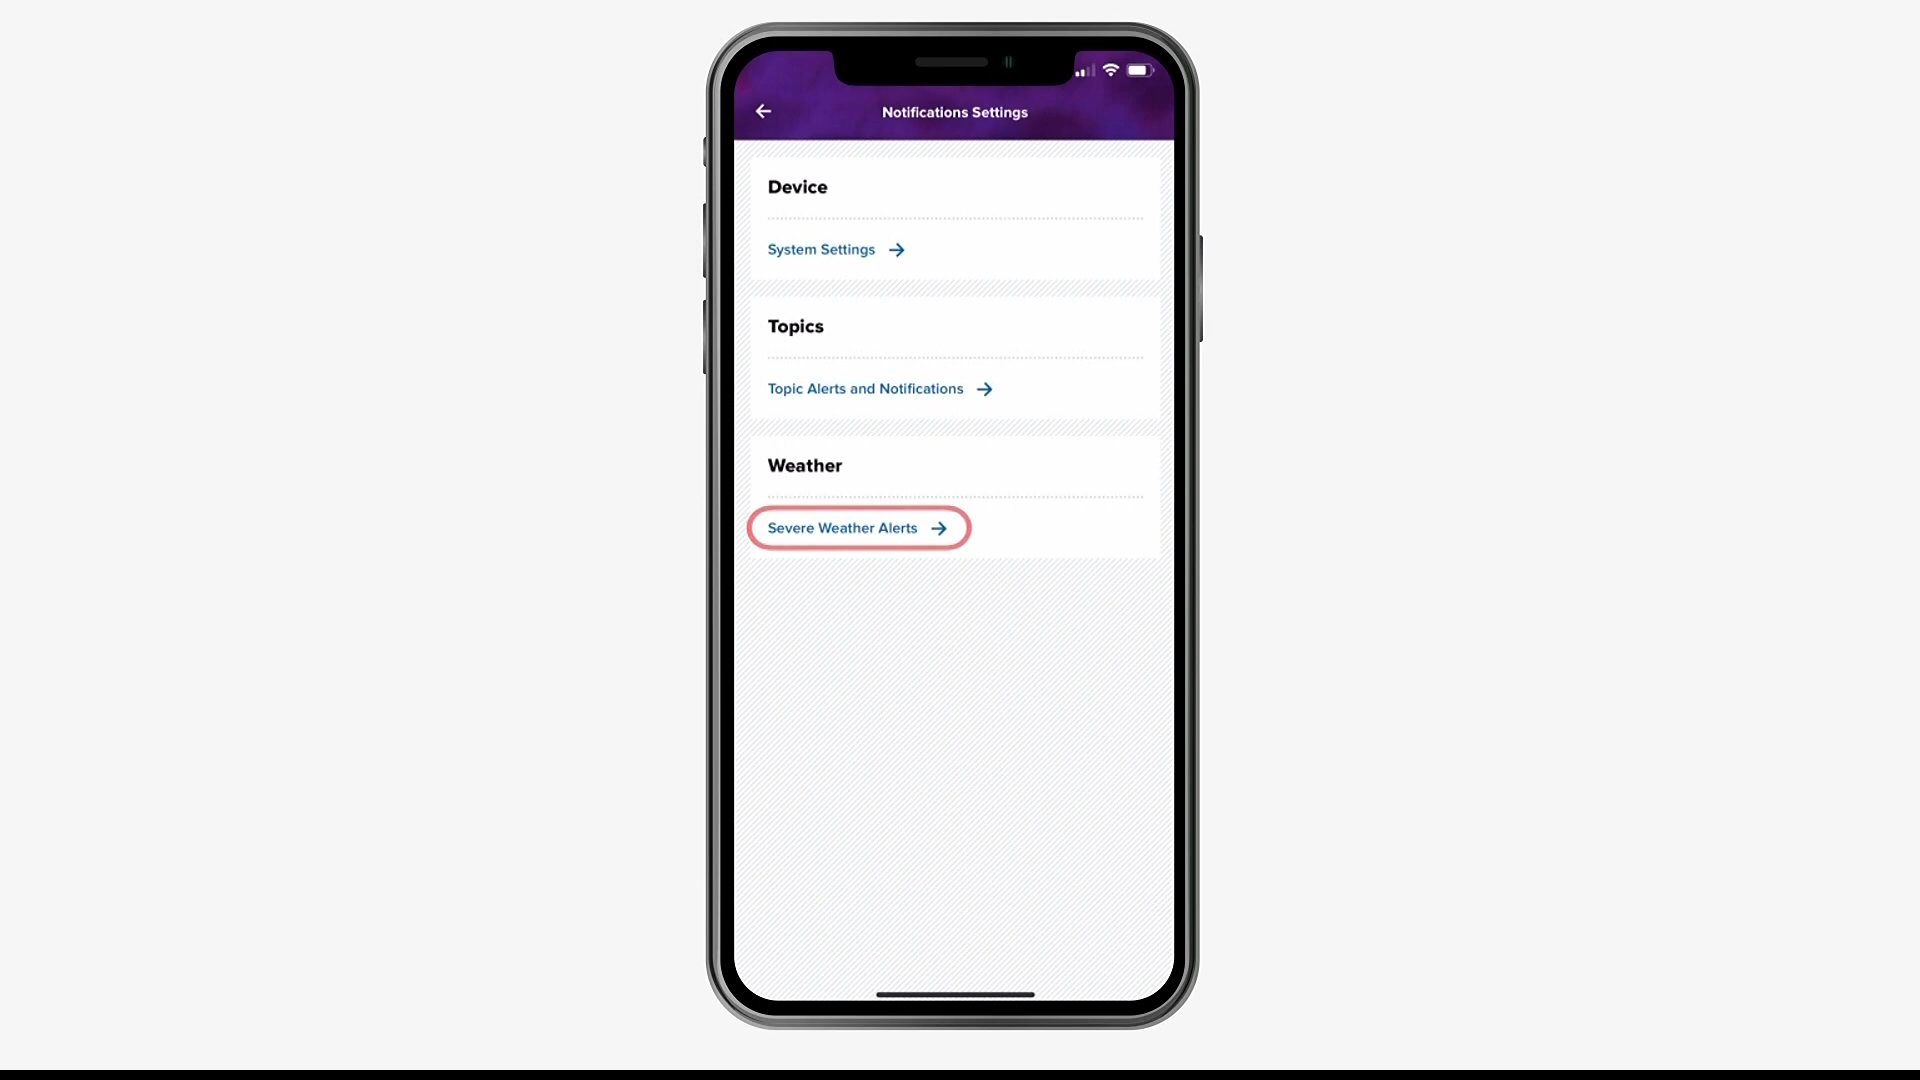 Notifications Settings
Device
System Settings
Topics
Topic Alerts and Notifications
Weather
Severe Weather Alerts